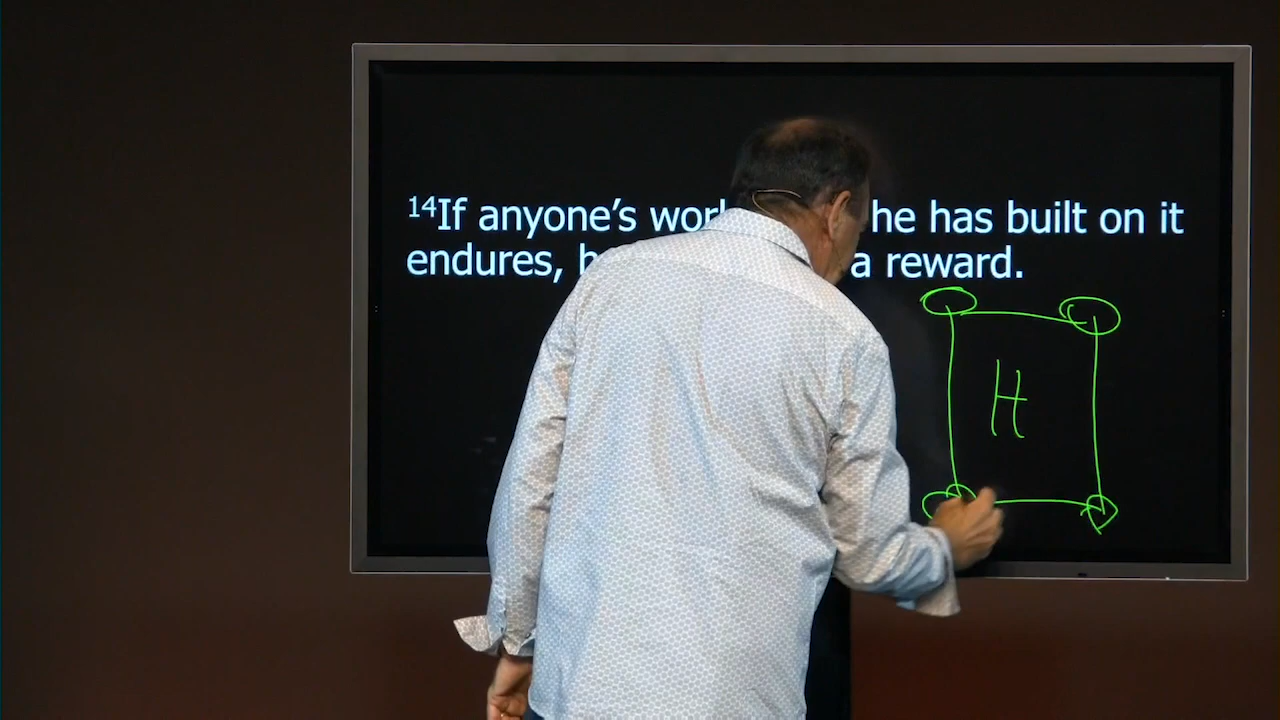 14If anyone's wor he has built on it
endures, a reward.
H